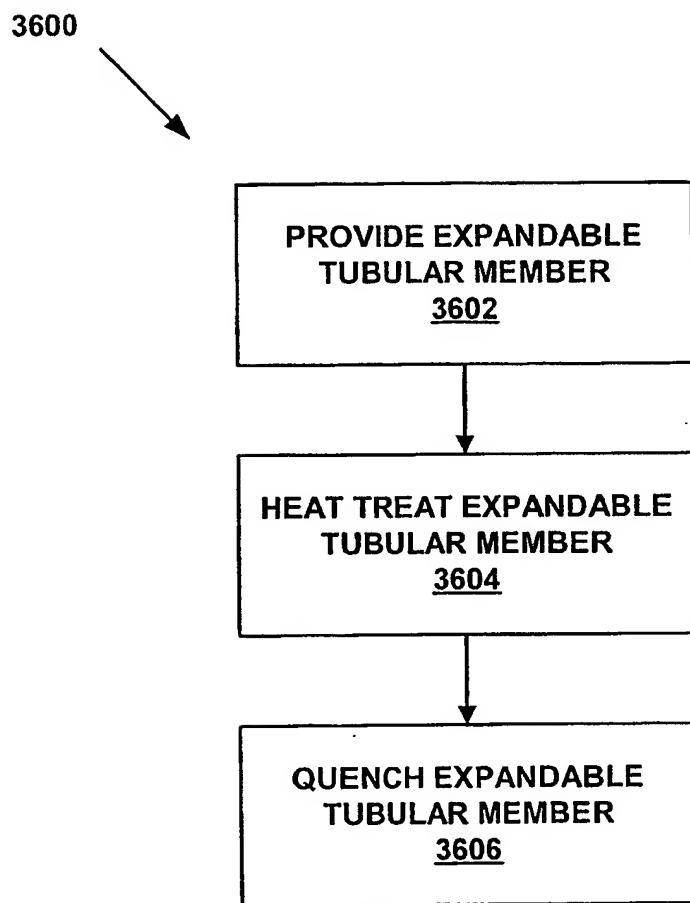 3600
PROVIDE EXPANDABLE
TUBULAR MEMBER
3602
HEAT TREAT EXPANDABLE
TUBULAR MEMBER
3604
QUENCH EXPANDABLE
TUBULAR MEMBER
3606